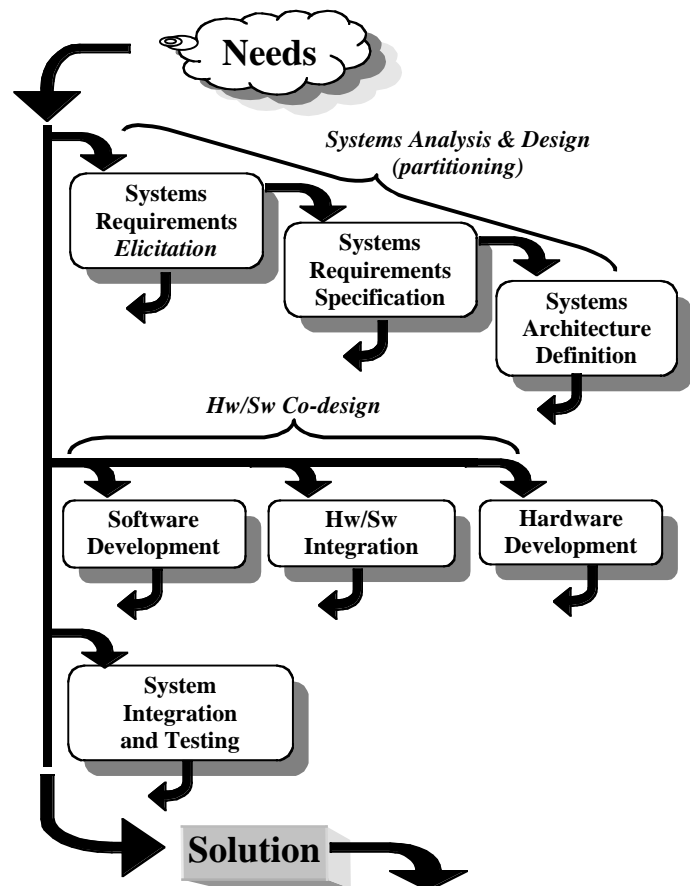 Needs
Systems Analysis & Design
(partitioning)
Systems
Requirements
Elicitation
Systems
Requirements
Specification
Systems
Architecture
Definition
Hw/Sw Co-design
Software
Development
Hw/Sw
Integration
Hardware
Development
System
Integration
and Testing
Solution